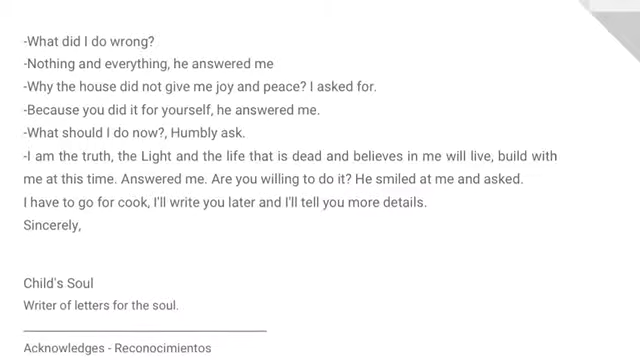 -What did I do wrong?
-Nothing and everything, he answered me
-Why the house did not give me joy and peace? I asked for.
-Because you did it for yourself, he answered me.
-What should I do now?, Humbly ask.
-I am the truth, the Light and the life that is dead and believes in me will live, build with
me at this time. Answered me. Are you willing to do it? He smiled at me and asked.
I have to go for cook, I'll write you later and I'll tell you more details.
Sincerely,
Child's Soul
Writer of letters for the soul.
Acknowledges - Reconocimientos